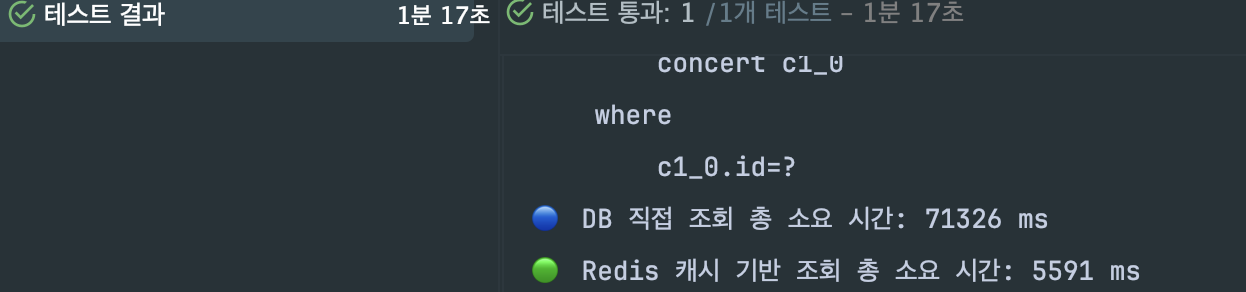 테스트 결과 1분 17초
테스트 통과: 1 /1개 테스트 – 1분 17초
concert c1_0
where
c1_0.id=?
🔵 DB 직접 조회 총 소요 시간: 71326 ms
🟢 Redis 캐시 기반 조회 총 소요 시간: 5591 ms